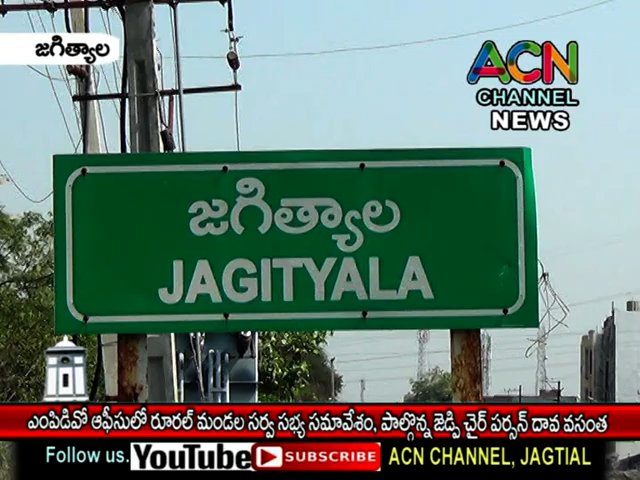 జగిత్యాల
ACN
CHANNEL
NEWS
జగిత్యాల
JAGITYALA
ఎంపిడివో ఆఫీసులో రూరల్ మండల సర్వ సభ్య సమావేశం, పాల్గొన్న జెడ్పి చైర్ పర్సన్ దావ వసంత
Follow us. YouTube SUBSCRIBE ACN CHANNEL, JAGTIAL